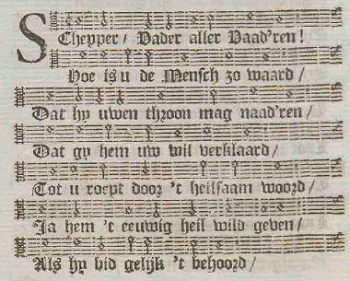 SChepper / Vader aller Vaad'ren!
Hoe is u de Mensch zo waard /
Dat hy uwen throon mag naad'ren /
Dat gy hem uw wil verklaard /
Tot u roept door 't heilsaam woord /
Ja hem 't eeuwig heil wild geven /
Als hy bid gelijk 't behoord /